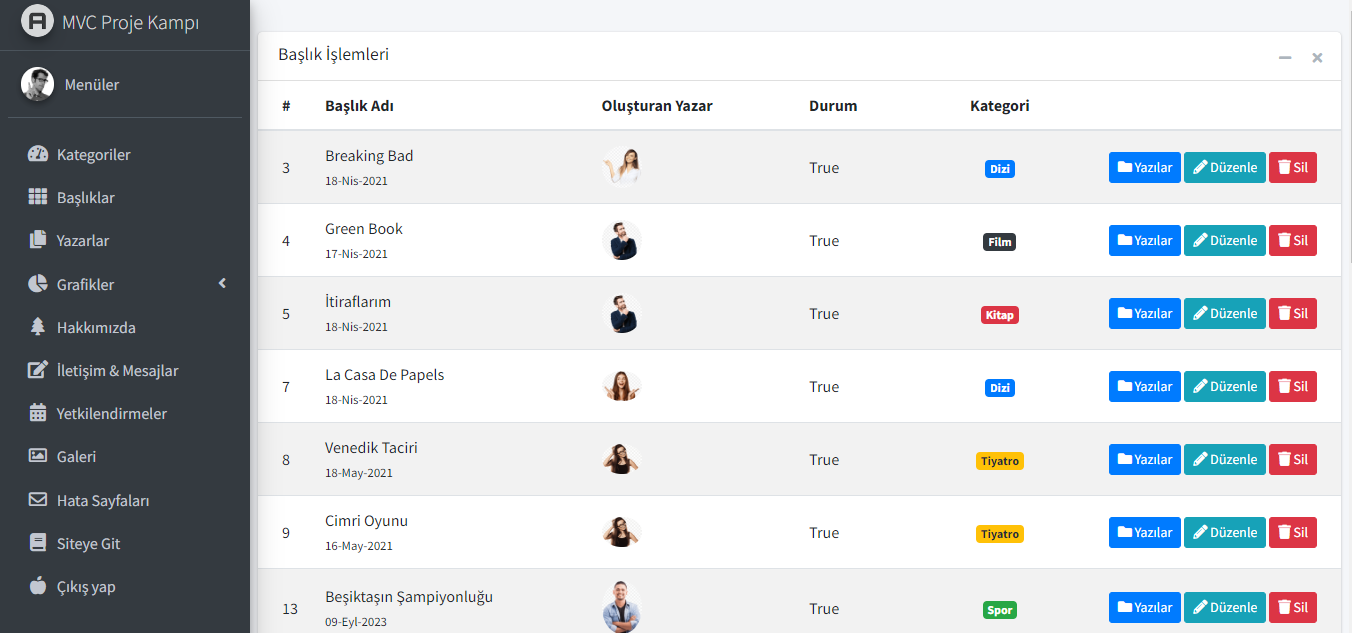 MVC Proje Kampı
Menüler
Kategoriler
Başlıklar
Yazarlar
Grafikler
Hakkımızda
İletişim & Mesajlar
Yetkilendirmeler
Galeri
Hata Sayfaları
Siteye Git
Çıkış yap
Başlık İşlemleri
# Başlık Adı Oluşturan Yazar Durum Kategori
3 Breaking Bad True Dizi Yazılar Düzenle Sil
18-Nis-2021
4 Green Book True Film Yazılar Düzenle Sil
17-Nis-2021
5 İtiraflarım True Kitap Yazılar Düzenle Sil
18-Nis-2021
7 La Casa De Papels True Dizi Yazılar Düzenle Sil
18-Nis-2021
8 Venedik Taciri True Tiyatro Yazılar Düzenle Sil
18-May-2021
9 Cimri Oyunu True Tiyatro Yazılar Düzenle Sil
16-May-2021
13 Beşiktaşın Şampiyonluğu True Spor Yazılar Düzenle Sil
09-Eyl-2023